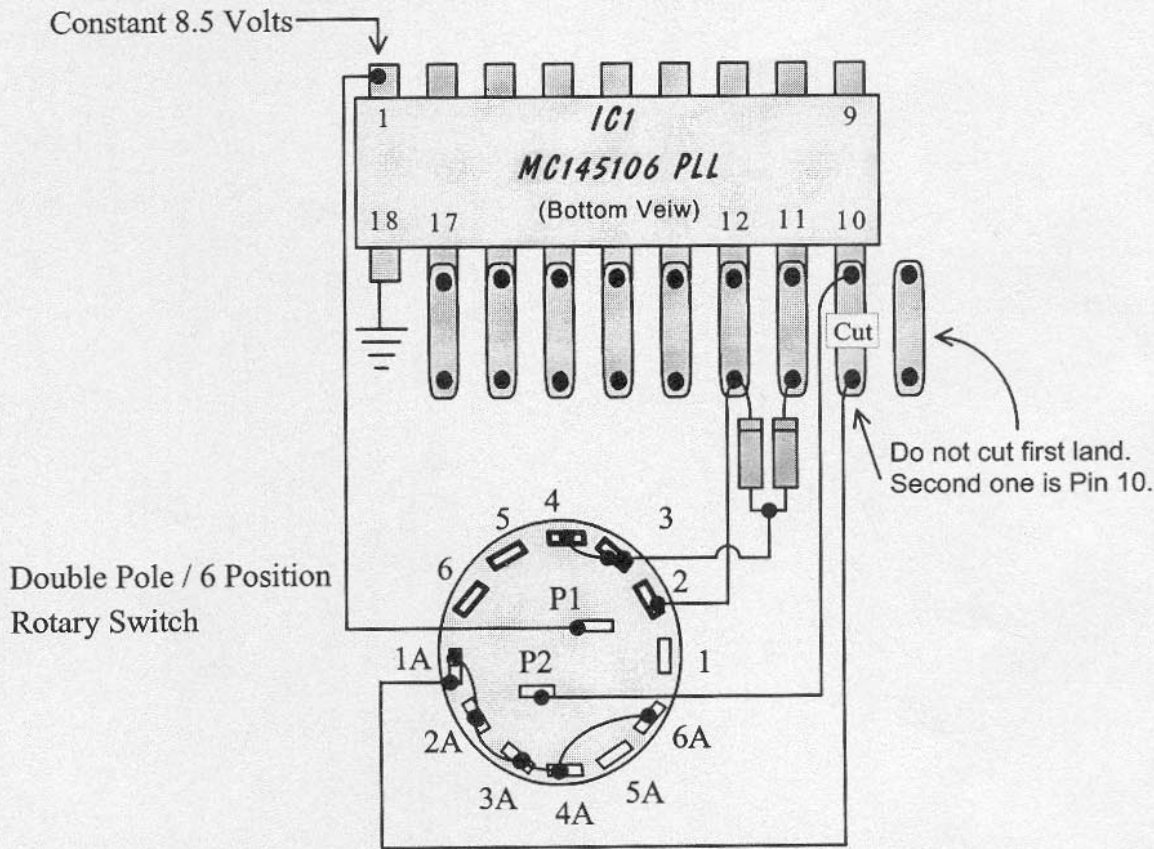 Constant 8.5 Volts
1
IC1
9
MC145106 PLL
(Bottom Veiw)
18
17
12
11
10
Cut
Do not cut first land.
Second one is Pin 10.
4
5
3
6
2
Double Pole / 6 Position
Rotary Switch
P1
1A
P2
1
2A
6A
3A
4A
5A